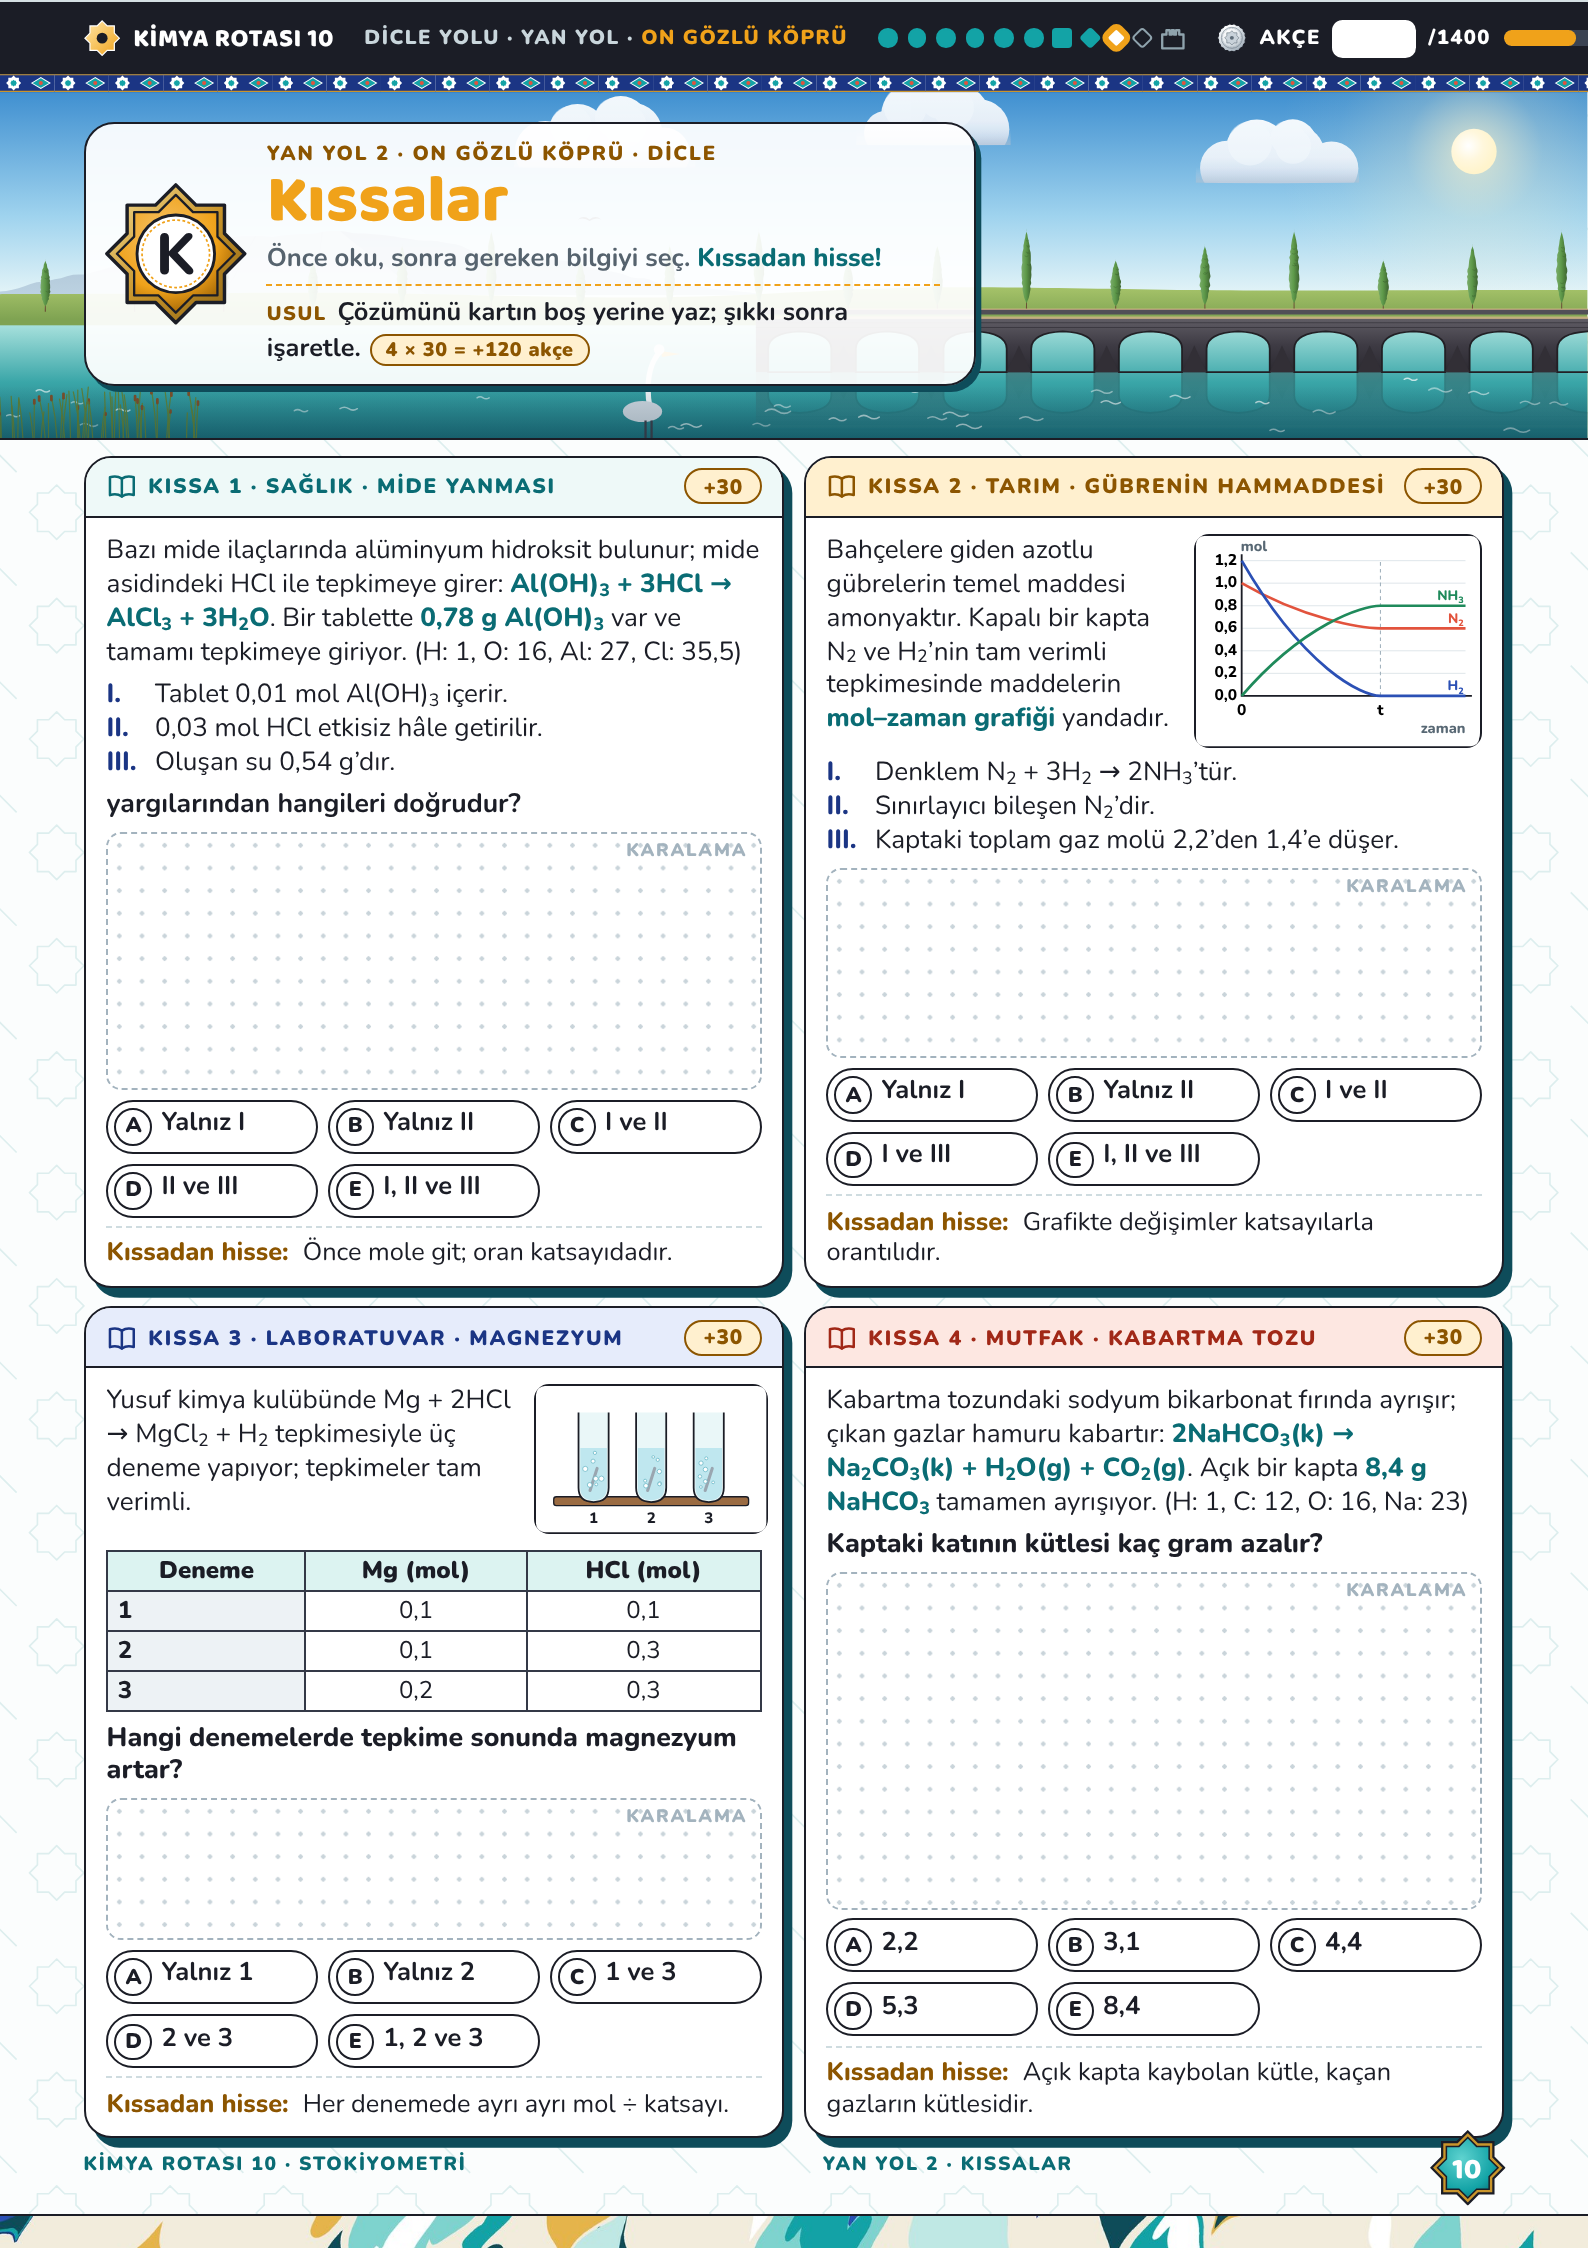 KİMYA ROTASI 10
DİCLE YOLU · YAN YOL · ON GÖZLÜ KÖPRÜ
AKÇE
/1400
YAN YOL 2 · ON GÖZLÜ KÖPRÜ · DİCLE
K
Kıssalar
Önce oku, sonra gereken bilgiyi seç. Kıssadan hisse!
USUL Çözümünü kartın boş yerine yaz; şıkkı sonra
işaretle. 4 × 30 = +120 akçe
KISSA 1 · SAĞLIK · MİDE YANMASI
+30
Bazı mide ilaçlarında alüminyum hidroksit bulunur; mide
asidindeki HCl ile tepkimeye girer: Al(OH)₃ + 3HCl →
AlCl₃ + 3H₂O. Bir tablette 0,78 g Al(OH)₃ var ve
tamamı tepkimeye giriyor. (H: 1, O: 16, Al: 27, Cl: 35,5)
I. Tablet 0,01 mol Al(OH)₃ içerir.
II. 0,03 mol HCl etkisiz hâle getirilir.
III. Oluşan su 0,54 g’dır.
yargılarından hangileri doğrudur?
KARALAMA
A Yalnız I
B Yalnız II
C I ve II
D II ve III
E I, II ve III
Kıssadan hisse: Önce mole git; oran katsayıdadır.
KISSA 2 · TARIM · GÜBRENİN HAMMADDESİ
+30
Bahçelere giden azotlu
gübrelerin temel maddesi
amonyaktır. Kapalı bir kapta
N₂ ve H₂’nin tam verimli
tepkimesinde maddelerin
mol–zaman grafiği yandadır.
mol
1,2
1,0
0,8
0,6
0,4
0,2
0,0
NH₃
N₂
H₂
0
t
zaman
I. Denklem N₂ + 3H₂ → 2NH₃’tür.
II. Sınırlayıcı bileşen N₂’dir.
III. Kaptaki toplam gaz molü 2,2’den 1,4’e düşer.
KARALAMA
A Yalnız I
B Yalnız II
C I ve II
D I ve III
E I, II ve III
Kıssadan hisse: Grafikte değişimler katsayılarla
orantılıdır.
KISSA 3 · LABORATUVAR · MAGNEZYUM
+30
Yusuf kimya kulübünde Mg + 2HCl
→ MgCl₂ + H₂ tepkimesiyle üç
deneme yapıyor; tepkimeler tam
verimli.
1 2 3
Deneme Mg (mol) HCl (mol)
1 0,1 0,1
2 0,1 0,3
3 0,2 0,3
Hangi denemelerde tepkime sonunda magnezyum
artar?
KARALAMA
A Yalnız 1
B Yalnız 2
C 1 ve 3
D 2 ve 3
E 1, 2 ve 3
Kıssadan hisse: Her denemede ayrı ayrı mol ÷ katsayı.
KISSA 4 · MUTFAK · KABARTMA TOZU
+30
Kabartma tozundaki sodyum bikarbonat fırında ayrışır;
çıkan gazlar hamuru kabartır: 2NaHCO₃(k) →
Na₂CO₃(k) + H₂O(g) + CO₂(g). Açık bir kapta 8,4 g
NaHCO₃ tamamen ayrışıyor. (H: 1, C: 12, O: 16, Na: 23)
Kaptaki katının kütlesi kaç gram azalır?
KARALAMA
A 2,2
B 3,1
C 4,4
D 5,3
E 8,4
Kıssadan hisse: Açık kapta kaybolan kütle, kaçan
gazların kütlesidir.
KİMYA ROTASI 10 · STOKİYOMETRİ
YAN YOL 2 · KISSALAR
10